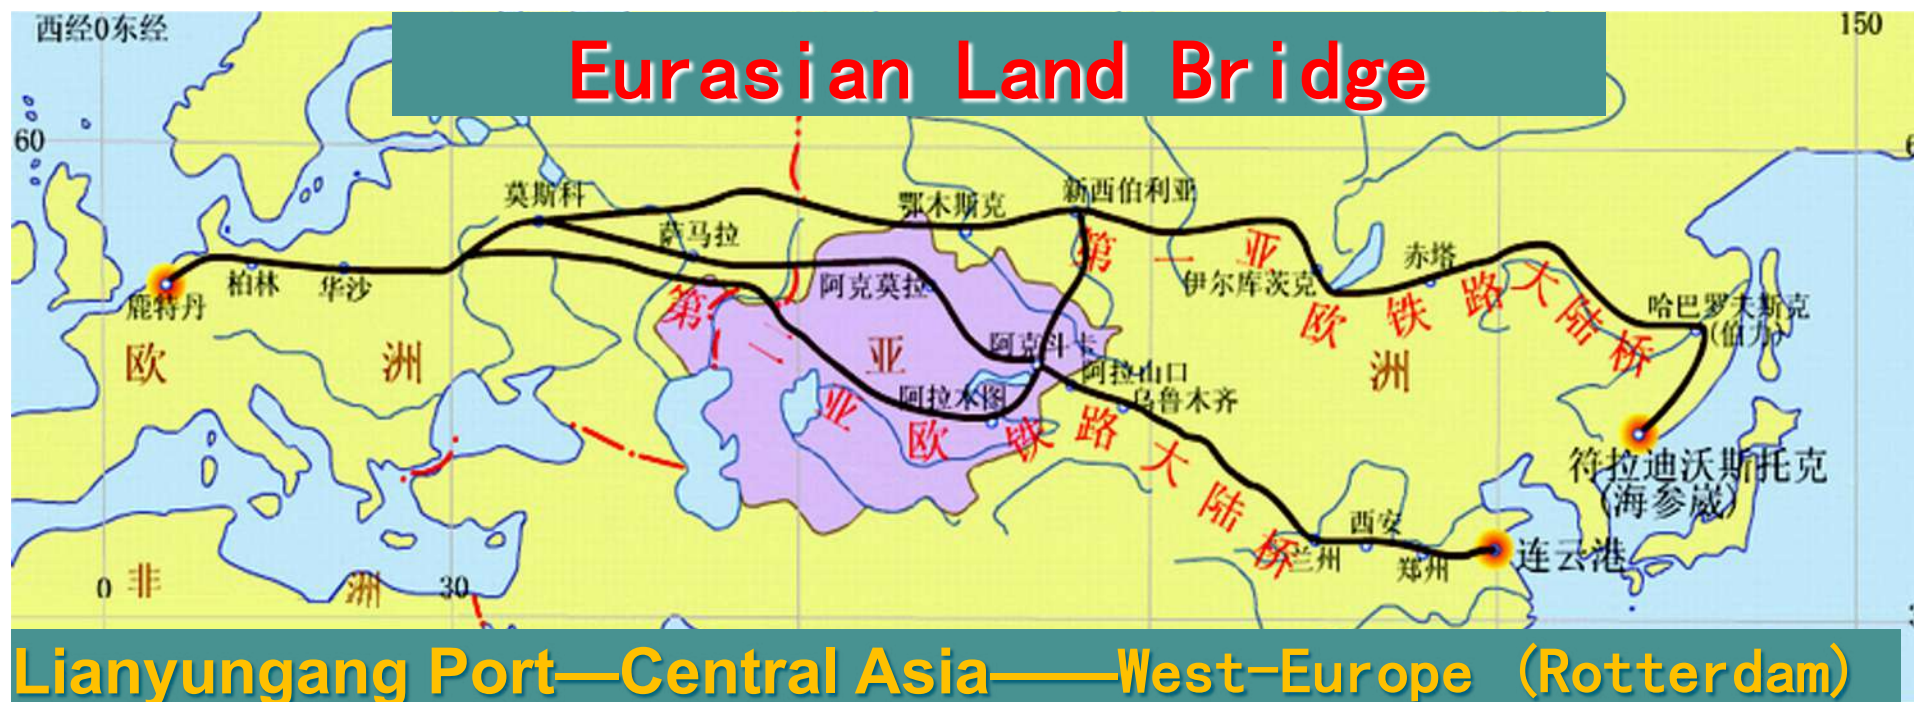 西经0东经
Eurasian Land Bridge
150
60
莫斯科
鄂木斯克
新西伯利亚
萨马拉
第一亚欧铁路大陆桥
赤塔
伊尔库茨克
柏林
华沙
鹿特丹
阿克莫拉
哈巴罗夫斯克
(伯力)
第二亚欧铁路大陆桥
欧洲
亚洲
阿克斗卡
阿拉山口
阿拉木图
乌鲁木齐
符拉迪沃斯托克
(海参崴)
西安
兰州
郑州
连云港
0
非洲
30
Lianyungang Port—Central Asia——West-Europe (Rotterdam)